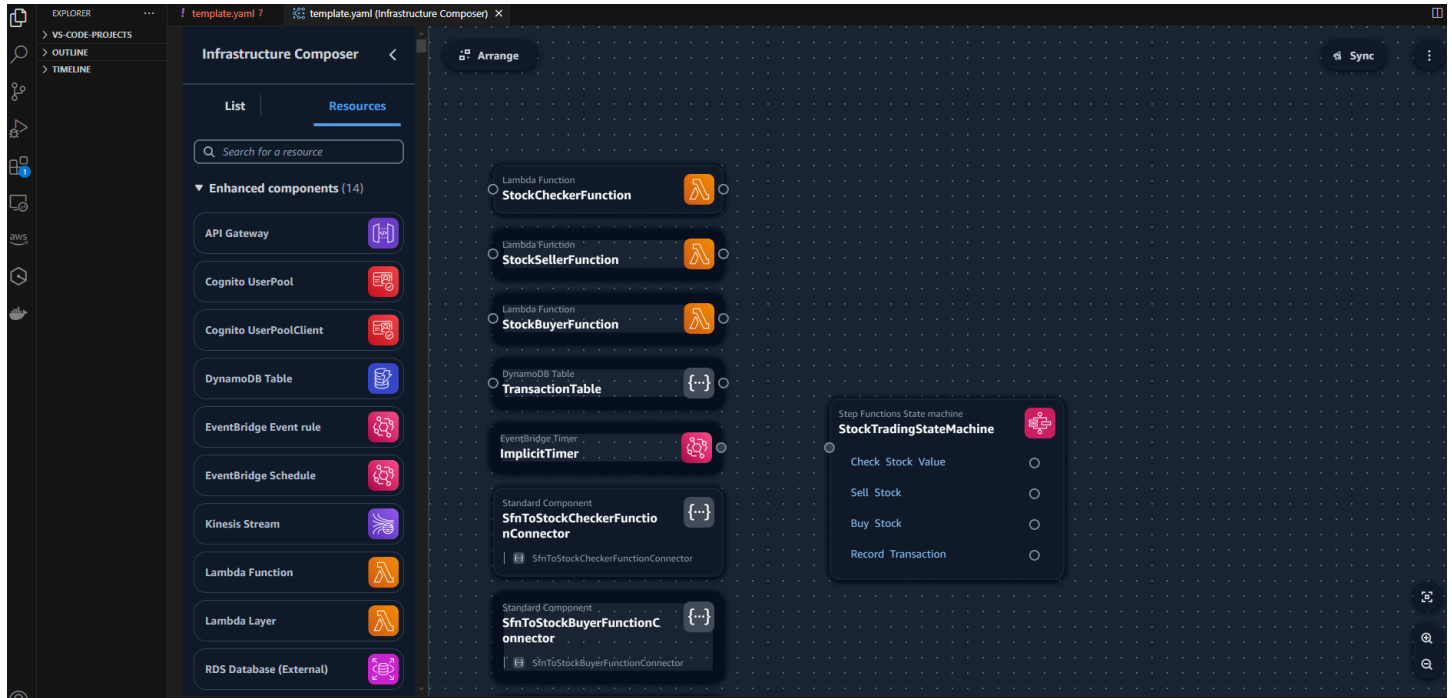 EXPLORER
template.yaml 7
template.yaml (Infrastructure Composer)
VS-CODE-PROJECTS
OUTLINE
TIMELINE
1
aws
Infrastructure Composer
List
Resources
Search for a resource
Enhanced components (14)
API Gateway
Cognito UserPool
Cognito UserPoolClient
DynamoDB Table
EventBridge Event rule
EventBridge Schedule
Kinesis Stream
Lambda Function
Lambda Layer
RDS Database (External)
Arrange
Sync
Lambda Function
StockCheckerFunction
Lambda Function
StockSellerFunction
Lambda Function
StockBuyerFunction
DynamoDB Table
TransactionTable
EventBridge Timer
ImplicitTimer
Standard Component
SfnToStockCheckerFunctio
nConnector
SfnToStockCheckerFunctionConnector
Standard Component
SfnToStockBuyerFunctionC
onnector
SfnToStockBuyerFunctionConnector
Step Functions State machine
StockTradingStateMachine
Check Stock Value
Sell Stock
Buy Stock
Record Transaction